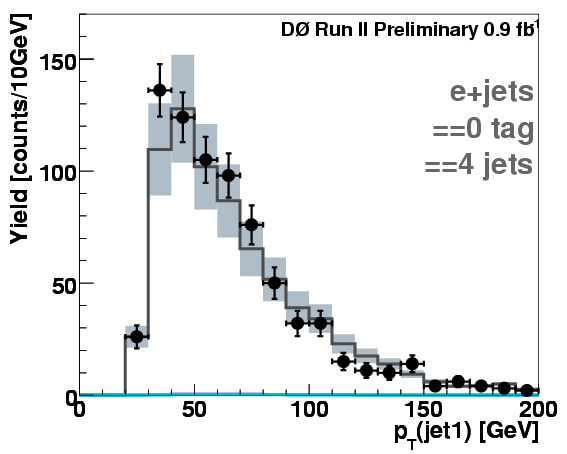 DØ Run II Preliminary 0.9 fb⁻¹
e+jets
==0 tag
==4 jets
Yield [counts/10GeV]
150
100
50
0
0 50 100 150 200
pT(jet1) [GeV]